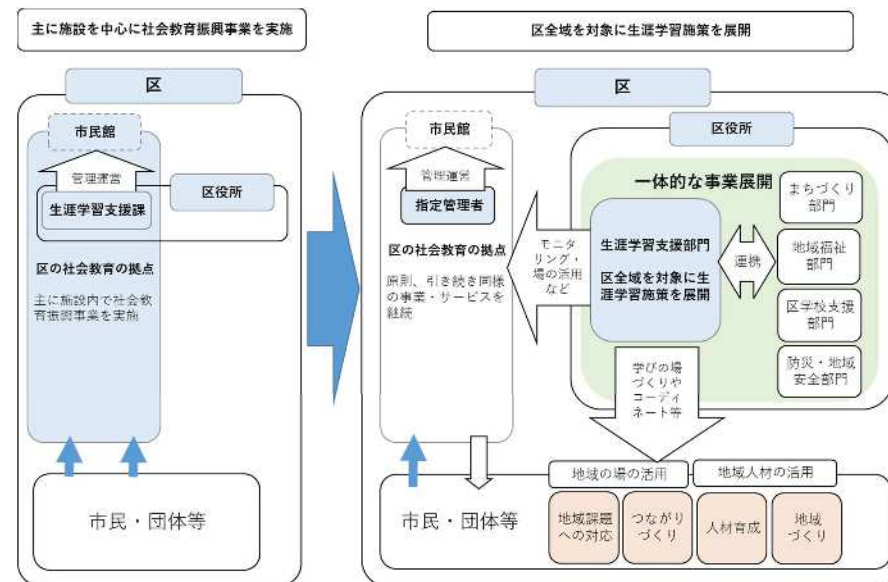 主に施設を中心に社会教育振興事業を実施
区
市民館
管理運営
生涯学習支援課
区役所
区の社会教育の拠点
主に施設内で社会教
育振興事業を実施
市民・団体等
区全域を対象に生涯学習施策を展開
区
市民館
管理運営
指定管理者
区の社会教育の拠点
原則、引き続き同様
の事業・サービスを
継続
モニタ
リング・
場の活用
など
区役所
一体的な事業展開
生涯学習支援部門
区全域を対象に生
涯学習施策を展開
連携
まちづくり
部門
地域福祉
部門
区学校支援
部門
防災・地域
安全部門
学びの場
づくりや
コーディ
ネート等
市民・団体等
地域の場の活用
地域人材の活用
地域課題
への対応
つながり
づくり
人材育成
地域
づくり